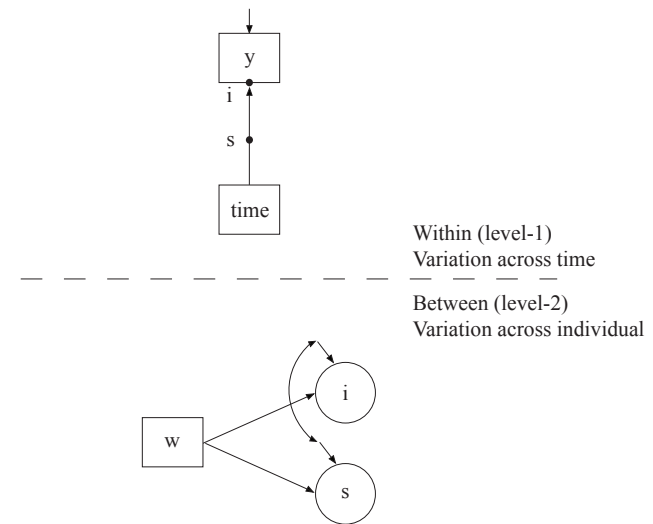 y
i
s
time
Within (level-1)
Variation across time
Between (level-2)
Variation across individual
i
w
s